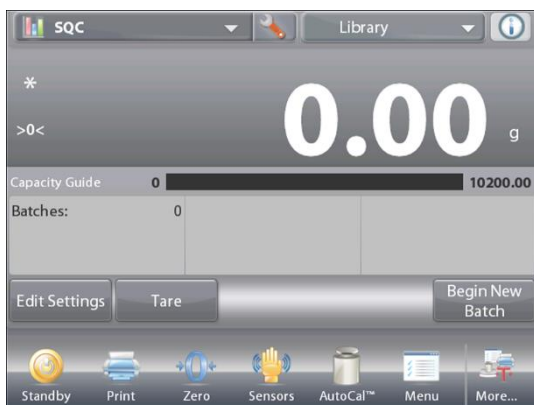 SQC Library
*
>0<
0.00 g
Capacity Guide 0 10200.00
Batches: 0
Edit Settings Tare Begin New
Batch
Standby Print Zero Sensors AutoCal™ Menu More...